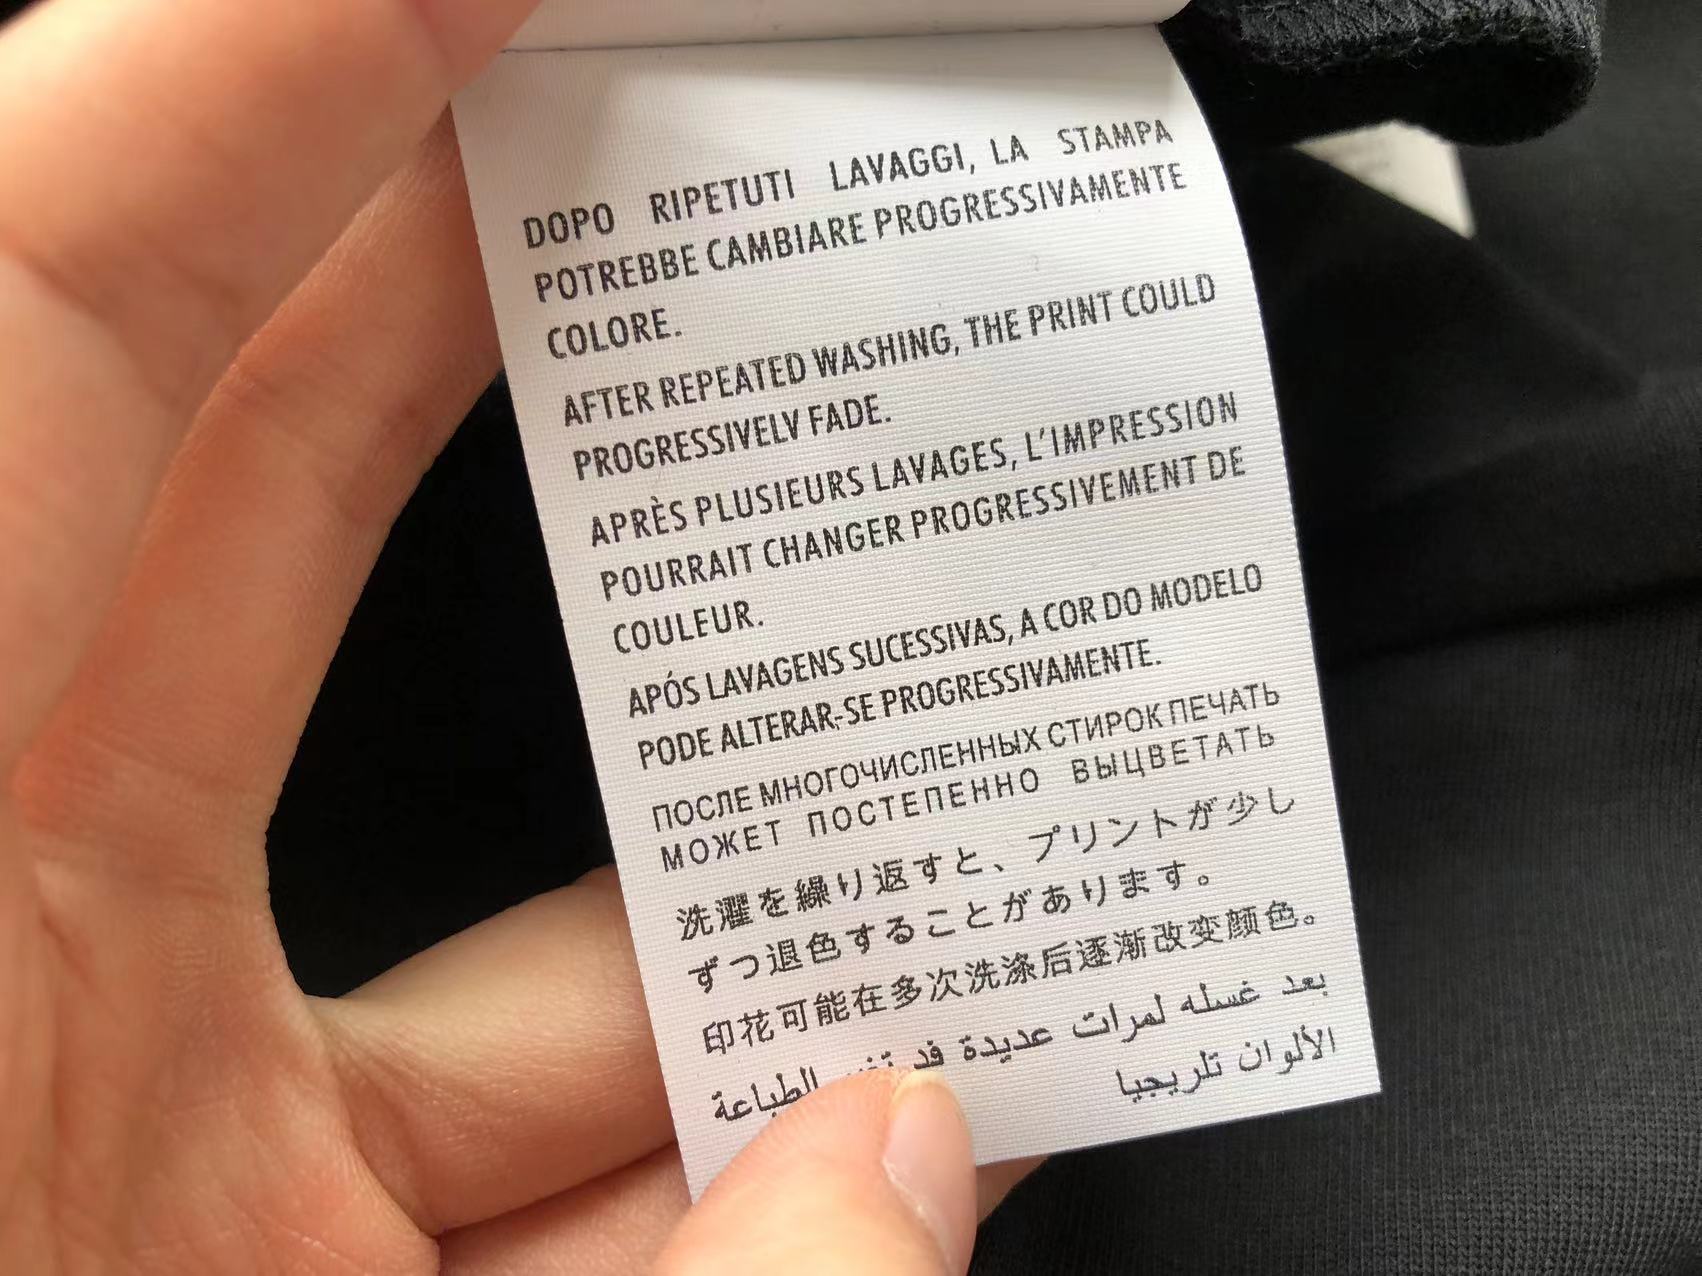 DOPO RIPETUTI LAVAGGI, LA STAMPA
POTREBBE CAMBIARE PROGRESSIVAMENTE
COLORE.
AFTER REPEATED WASHING, THE PRINT COULD
PROGRESSIVELY FADE.
APRÈS PLUSIEURS LAVAGES, L'IMPRESSION
POURRAIT CHANGER PROGRESSIVEMENT DE
COULEUR.
APÓS LAVAGENS SUCESSIVAS, A COR DO MODELO
PODE ALTERAR-SE PROGRESSIVAMENTE.
ПОСЛЕ МНОГОЧИСЛЕННЫХ СТИРОК ПЕЧАТЬ
МОЖЕТ ПОСТЕПЕННО ВЫЦВЕТАТЬ
洗濯を繰り返すと、プリントが少し
ずつ退色することがあります。
印花可能在多次洗涤后逐渐改变颜色。
بعد غسله لمرات عديدة قد الطباعة
الألوان تلريجيا